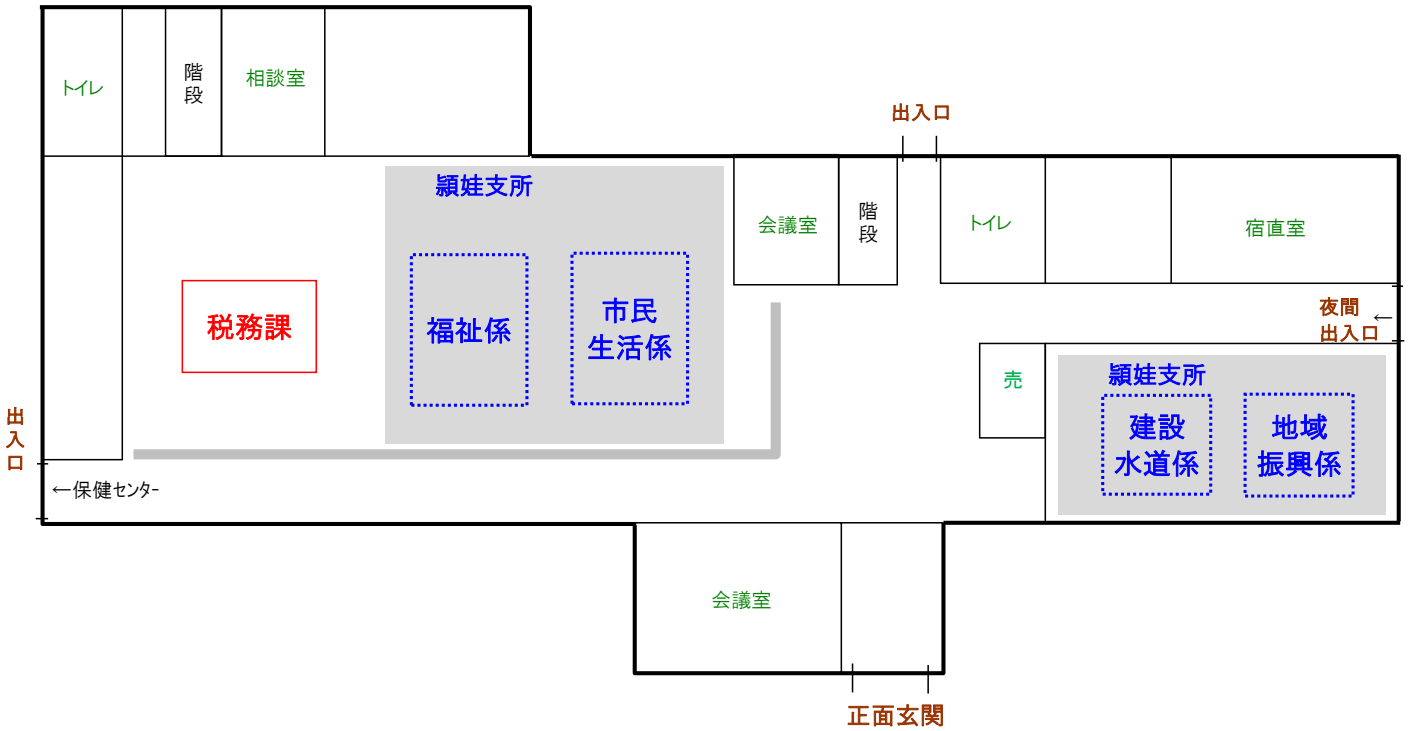 トイレ
階
段
相談室
出入口
頴娃支所
会議室
階
段
トイレ
宿直室
税務課
福祉係
市民
生活係
夜間
出入口
←
売
頴娃支所
建設
水道係
地域
振興係
出
入
口
←保健センター
会議室
正面玄関